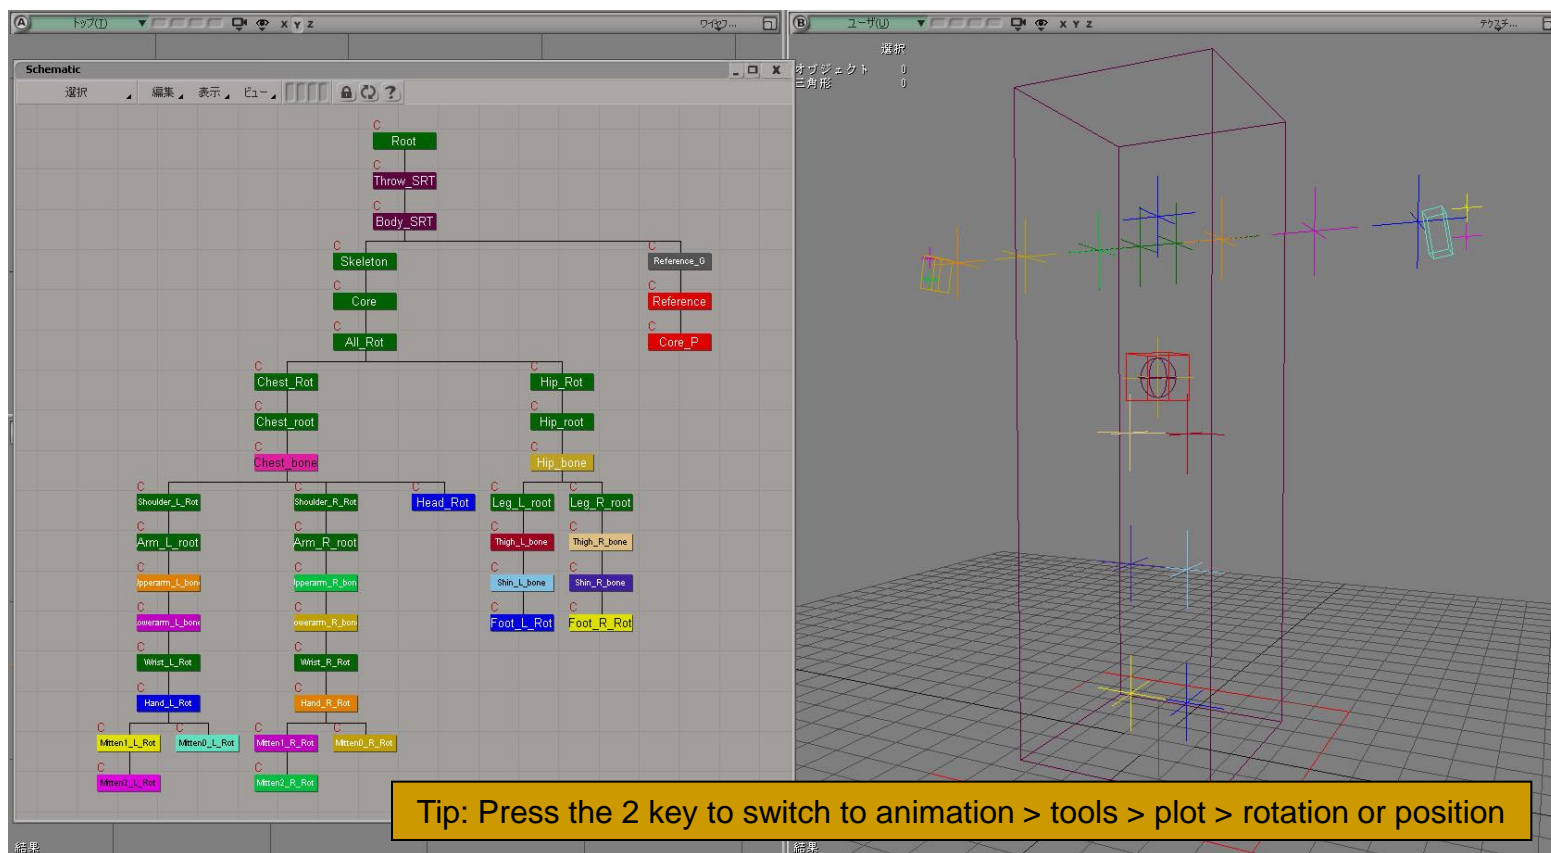 A トップ(T) X Y Z ワイヤフ...
B ユーザ(U) X Y Z テクスチ...
選択
オブジェクト 0
三角形 0
Schematic
選択 編集 表示 ビュー
C
Root
C
Throw_SRT
C
Body_SRT
C C
Skeleton Reference_G
C C
Core Reference
C C
All_Rot Core_P
C C
Chest_Rot Hip_Rot
C C
Chest_root Hip_root
C C
Chest_bone Hip_bone
C C C C C
Shoulder_L_Rot Shoulder_R_Rot Head_Rot Leg_L_root Leg_R_root
C C C C
Arm_L_root Arm_R_root Thigh_L_bone Thigh_R_bone
C C C C
Upperarm_L_bone Upperarm_R_bon Shin_L_bone Shin_R_bone
C C C C
owerarm_L_bone owerarm_R_bone Foot_L_Rot Foot_R_Rot
C C
Wrist_L_Rot Wrist_R_Rot
C C
Hand_L_Rot Hand_R_Rot
C C C C
Mitten1_L_Rot Mitten0_L_Rot Mitten1_R_Rot Mitten0_R_Rot
C C
Mitten2_L_Rot Mitten2_R_Rot
Tip: Press the 2 key to switch to animation > tools > plot > rotation or position
結果
結果